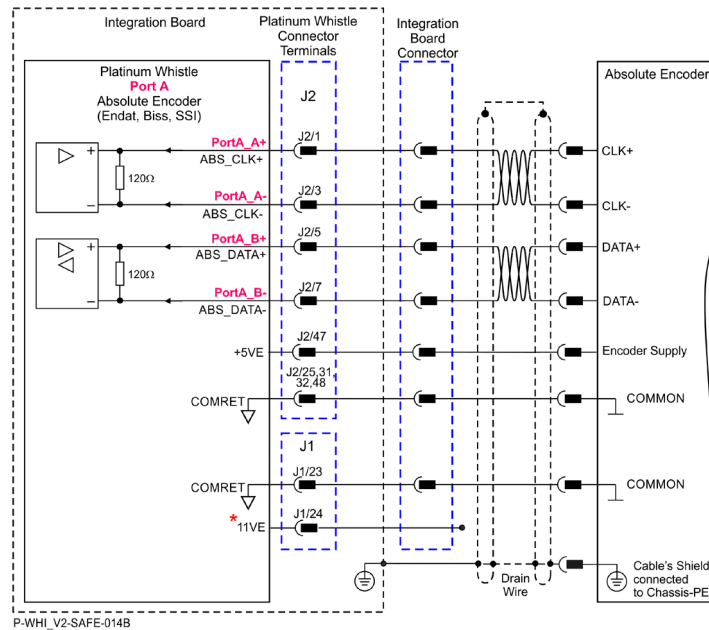 Integration Board
Platinum Whistle
Connector
Terminals
Integration
Board
Connector
Platinum Whistle
Port A
Absolute Encoder
(Endat, Biss, SSI)
J2
Absolute Encoder
+
120Ω
−
PortA_A+
ABS_CLK+
J2/1
CLK+
PortA_A-
ABS_CLK-
J2/3
CLK-
+
120Ω
−
PortA_B+
ABS_DATA+
J2/5
DATA+
PortA_B-
ABS_DATA-
J2/7
DATA-
+5VE
J2/47
Encoder Supply
J2/25,31,
32,48
COMRET
COMMON
J1
J1/23
COMRET
COMMON
*
11VE
J1/24
Drain
Wire
Cable's Shield
connected
to Chassis-PE
P-WHI_V2-SAFE-014B